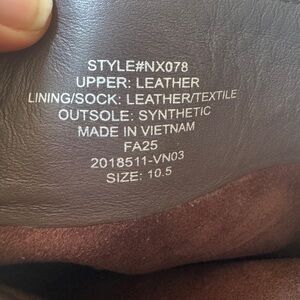 STYLE#NX078
UPPER: LEATHER
LINING/SOCK: LEATHER/TEXTILE
OUTSOLE: SYNTHETIC
MADE IN VIETNAM
FA25
2018511-VN03
SIZE: 10.5